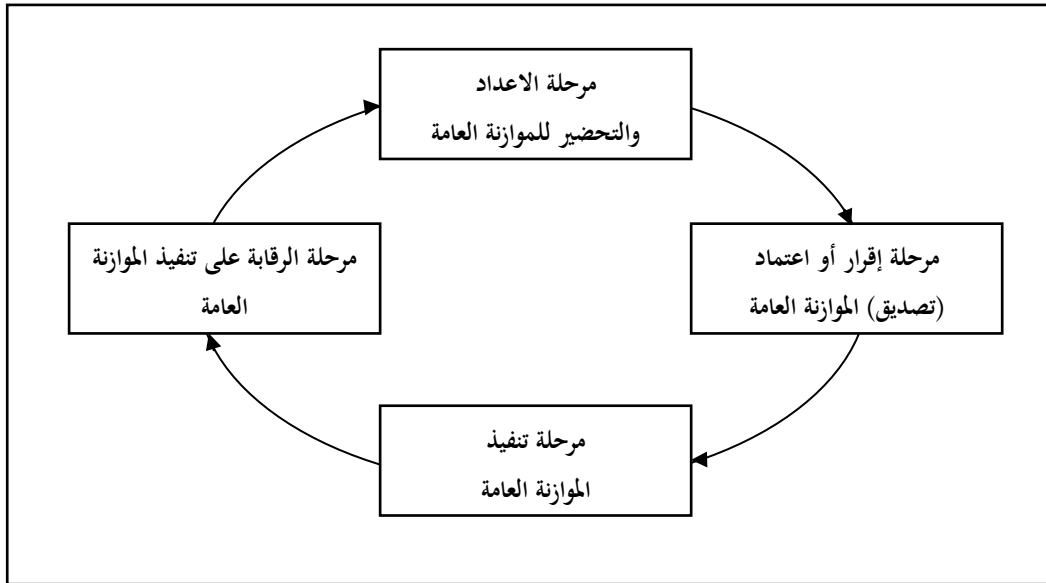 مرحلة الاعداد
والتحضير للموازنة العامة
مرحلة إقرار أو اعتماد
(تصديق) الموازنة العامة
مرحلة تنفيذ
الموازنة العامة
مرحلة الرقابة على تنفيذ الموازنة
العامة